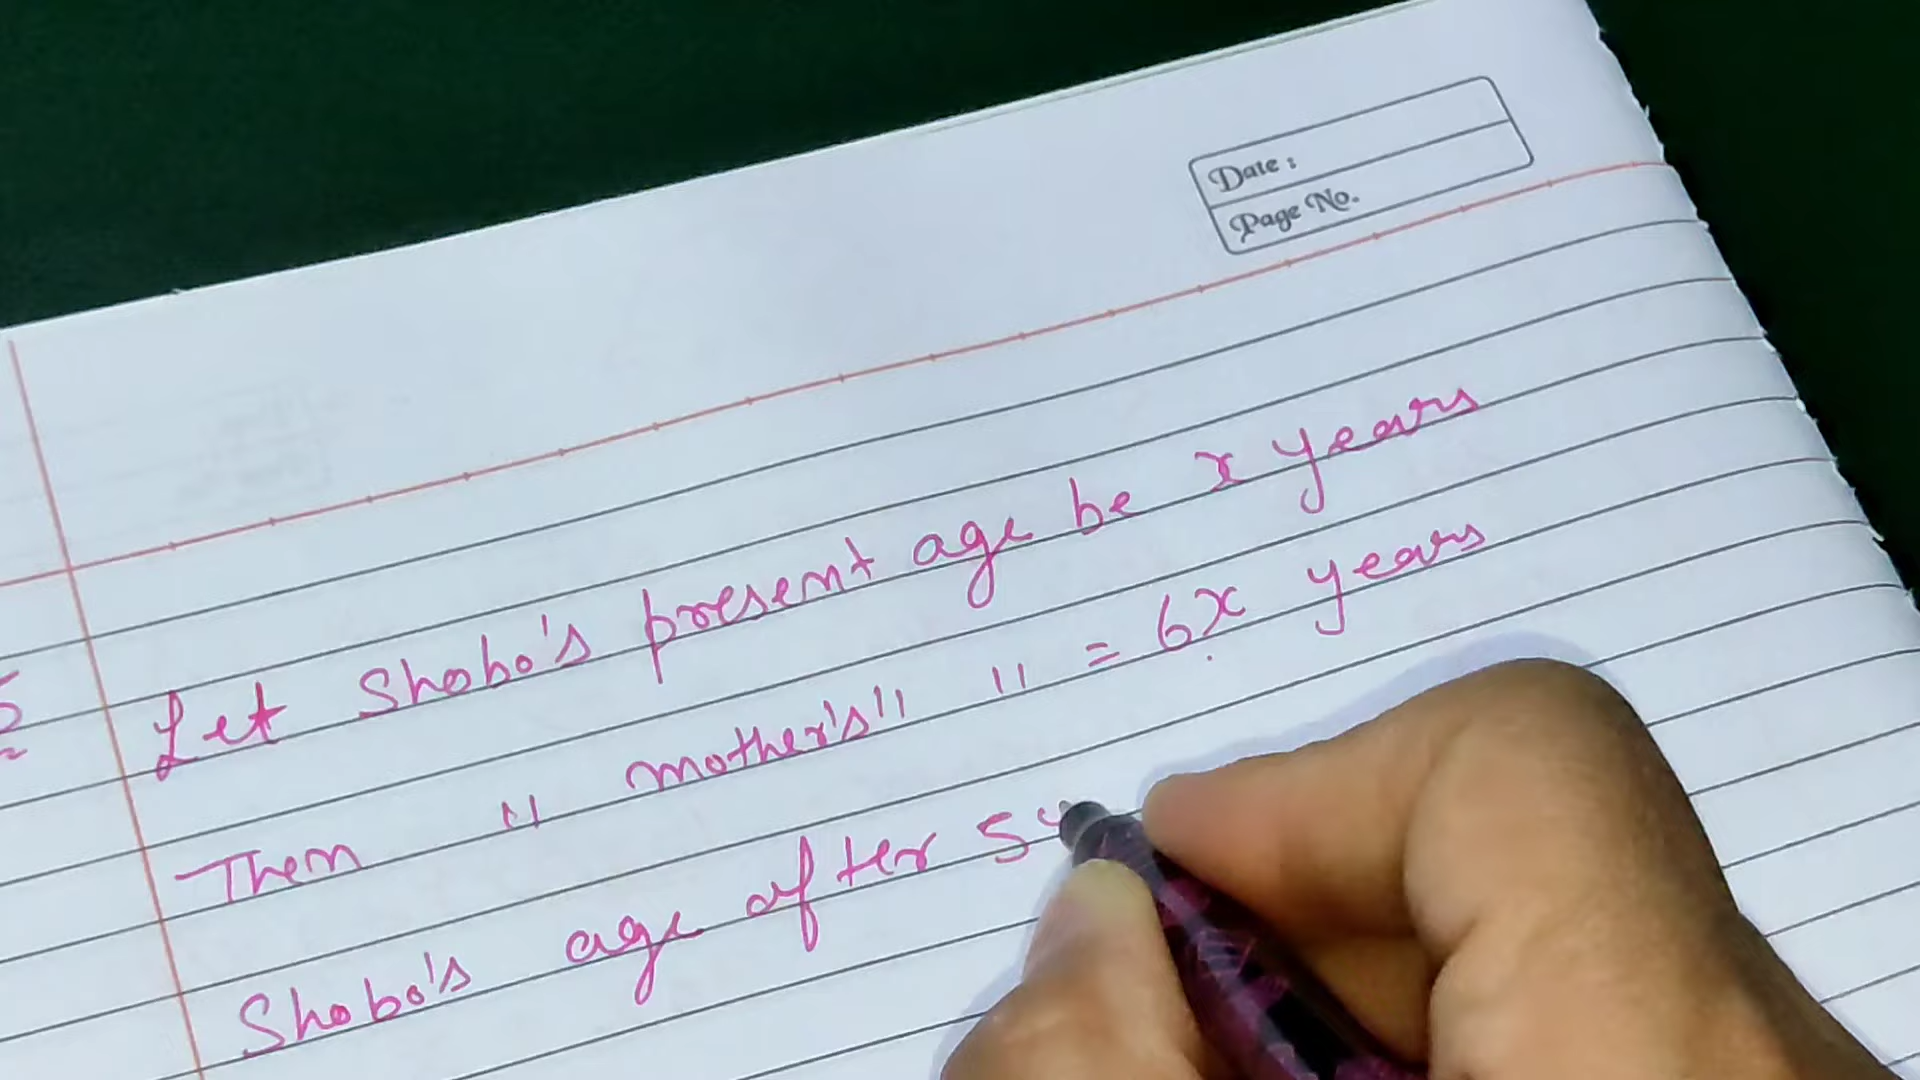 Date :
Page No.
Let Shobo's present age be x years
Then " mother's " " = 6x years
Shobo's age after 5